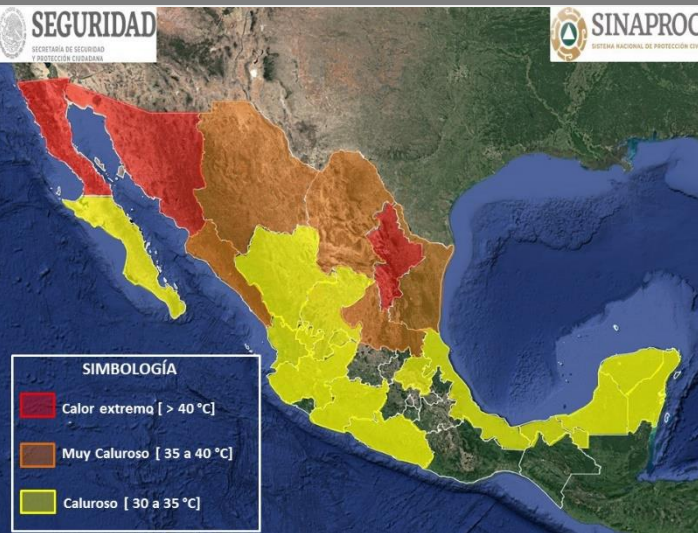 SEGURIDAD
SECRETARÍA DE SEGURIDAD
Y PROTECCIÓN CIUDADANA
SINAPROC
SISTEMA NACIONAL DE PROTECCIÓN CIV
SIMBOLOGÍA
Calor extremo [ > 40 °C]
Muy Caluroso [ 35 a 40 °C]
Caluroso [ 30 a 35 °C]